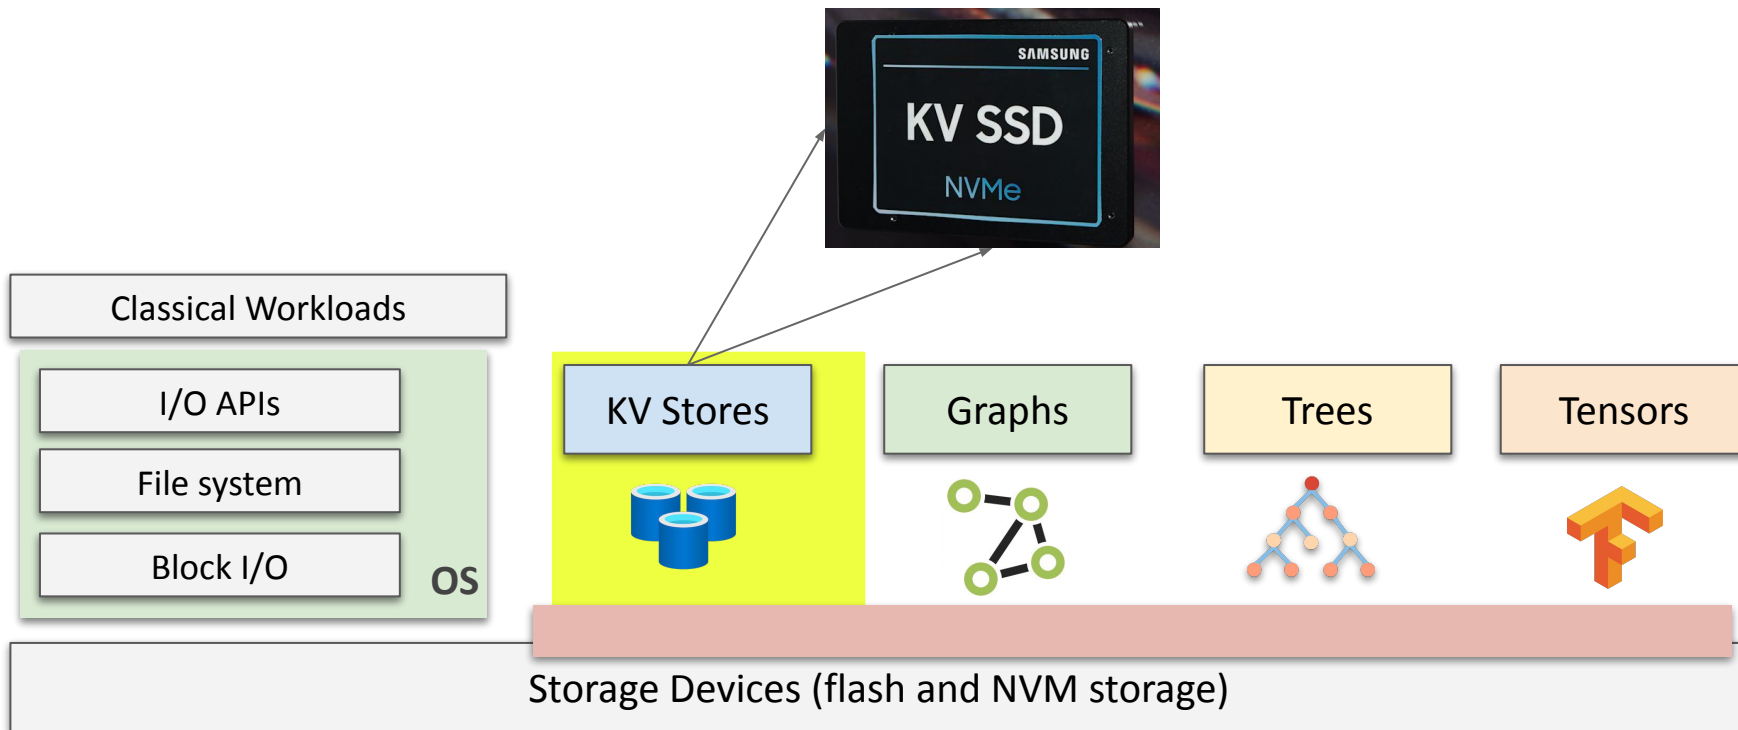 SAMSUNG
KV SSD
NVMe
Classical Workloads
I/O APIs
File system
Block I/O
OS
KV Stores
Graphs
Trees
Tensors
Storage Devices (flash and NVM storage)